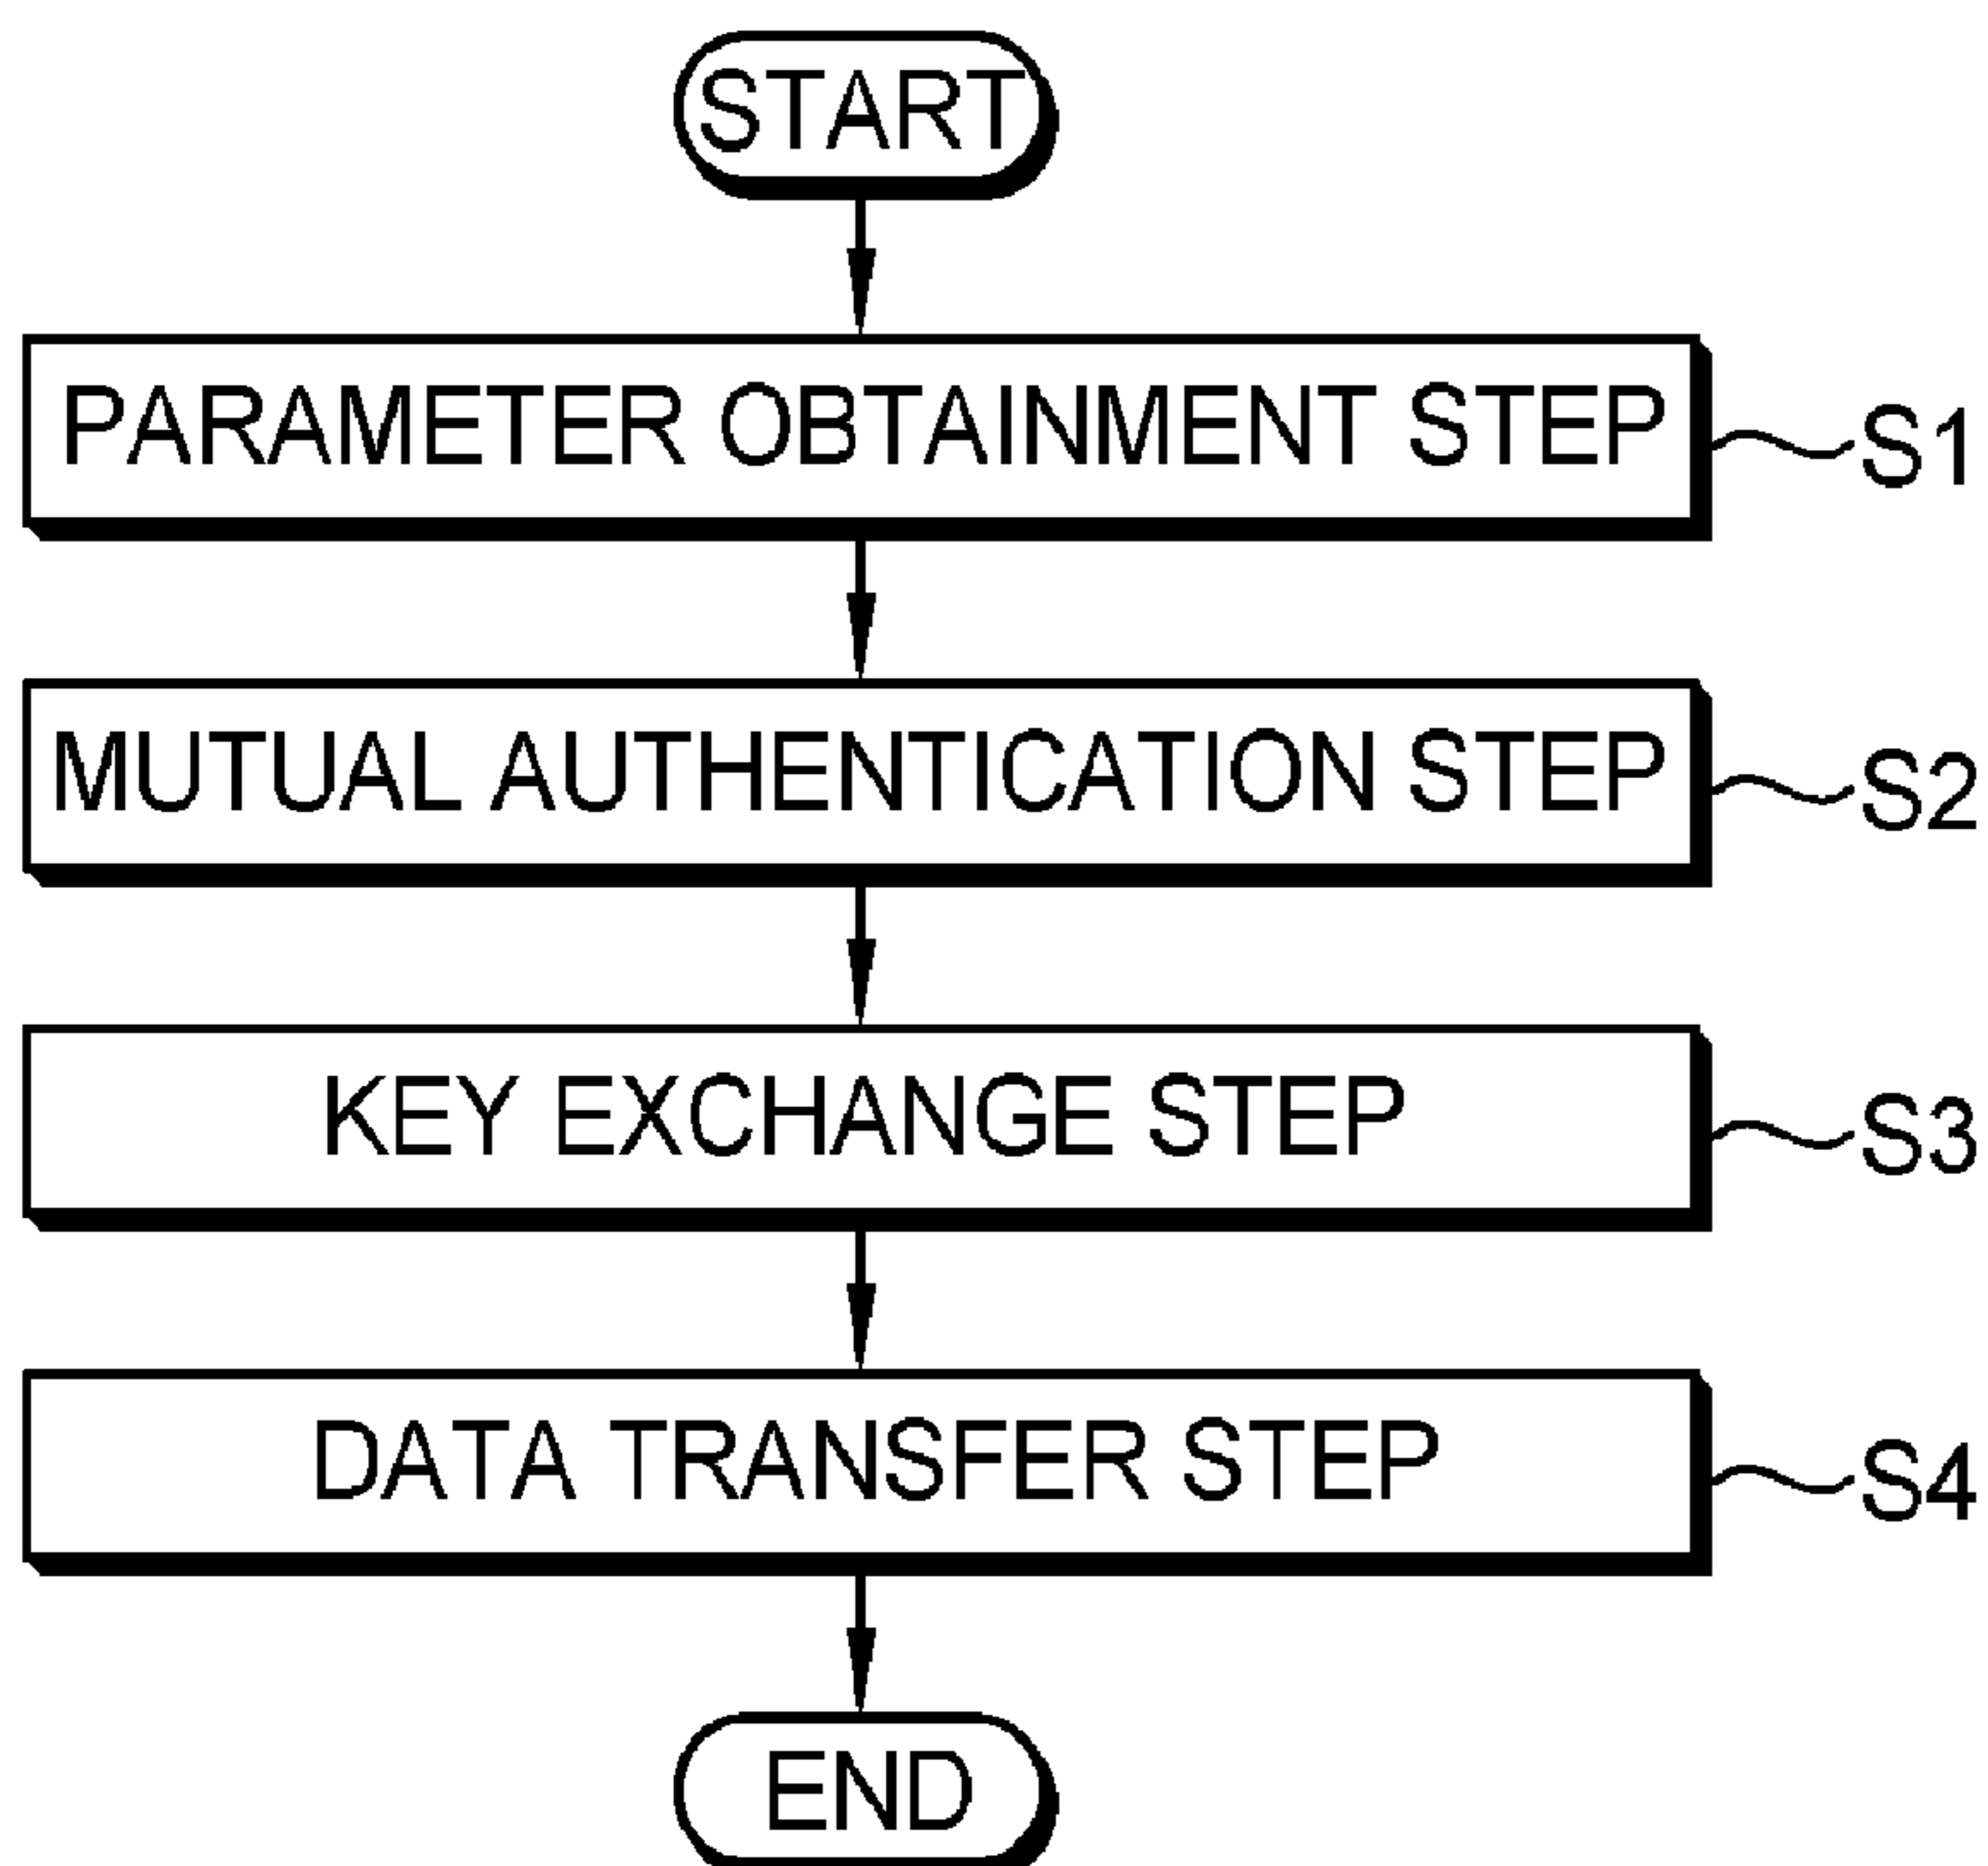 START
PARAMETER OBTAINMENT STEP S1
MUTUAL AUTHENTICATION STEP S2
KEY EXCHANGE STEP S3
DATA TRANSFER STEP S4
END